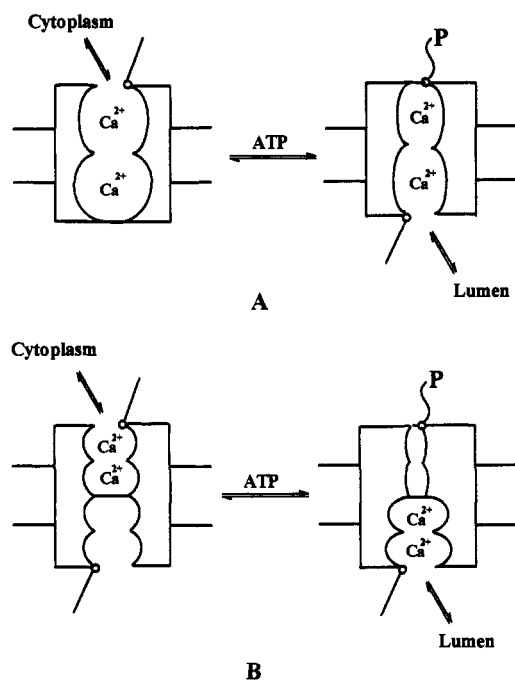 Cytoplasm
P
Ca²⁺
Ca²⁺
ATP
Ca²⁺
Ca²⁺
Lumen
A
Cytoplasm
P
Ca²⁺
Ca²⁺
ATP
Ca²⁺
Ca²⁺
Lumen
B